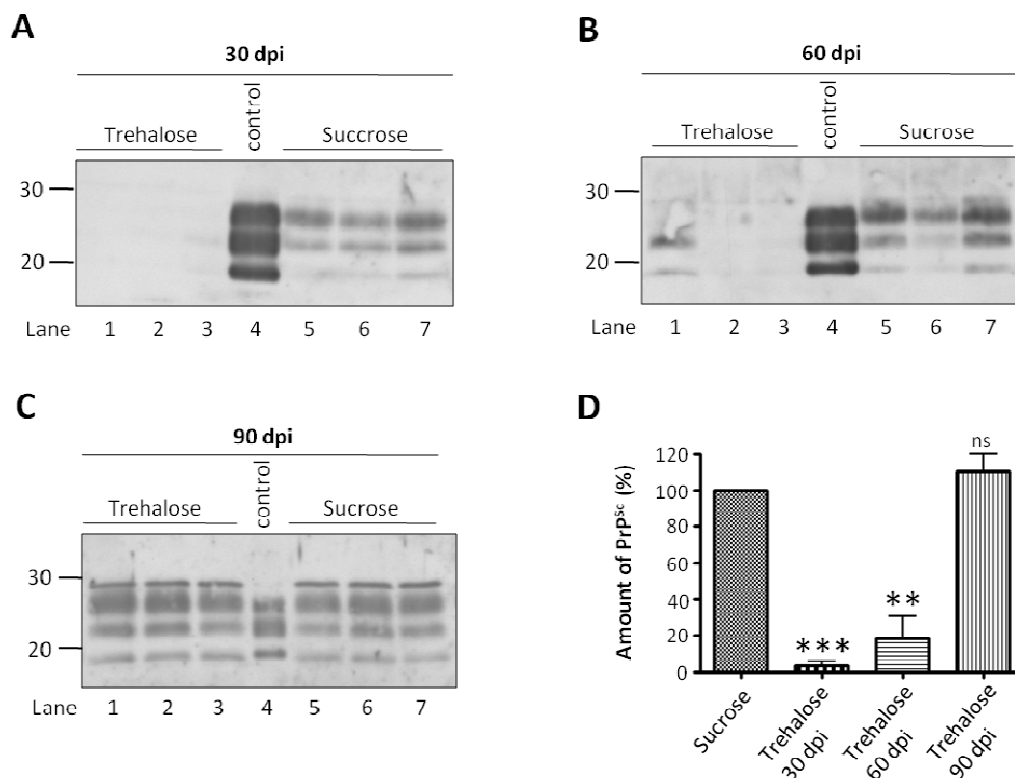 A
30 dpi
control
Trehalose
Succrose
30
20
Lane 1 2 3 4 5 6 7
B
60 dpi
control
Trehalose
Sucrose
30
20
Lane 1 2 3 4 5 6 7
C
90 dpi
control
Trehalose
Sucrose
30
20
Lane 1 2 3 4 5 6 7
D
Amount of PrPSc (%)
120
100
80
60
40
20
0
***
**
ns
Sucrose
Trehalose
30 dpi
Trehalose
60 dpi
Trehalose
90 dpi